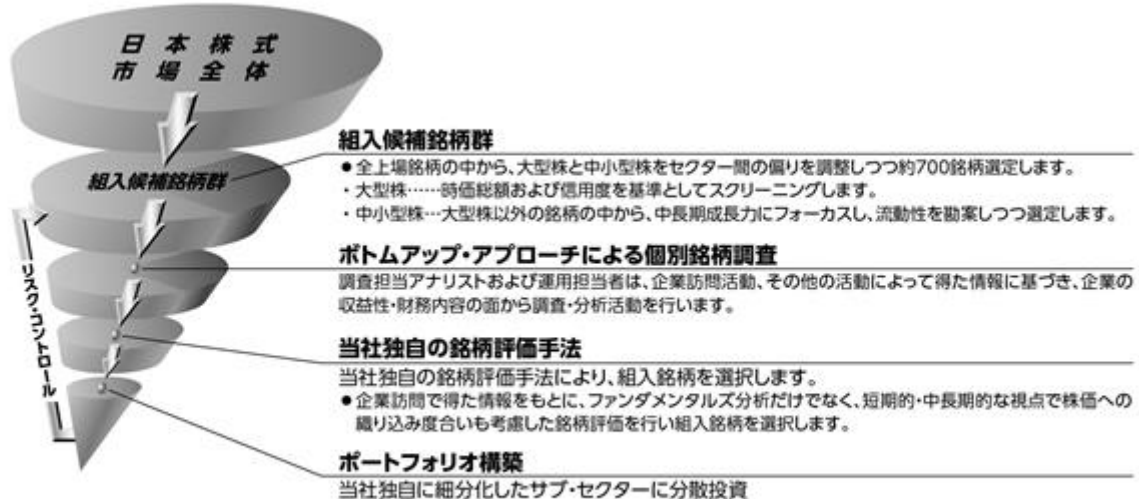 日本株式
市場全体
組入候補銘柄群
●全上場銘柄の中から、大型株と中小型株をセクター間の偏りを調整しつつ約700銘柄選定します。
・大型株……時価総額および信用度を基準としてスクリーニングします。
・中小型株…大型株以外の銘柄の中から、中長期成長力にフォーカスし、流動性を勘案しつつ選定します。
組入候補銘柄群
ボトムアップ・アプローチによる個別銘柄調査
調査担当アナリストおよび運用担当者は、企業訪問活動、その他の活動によって得た情報に基づき、企業の
収益性・財務内容の面から調査・分析活動を行います。
リスク・コントロール
当社独自の銘柄評価手法
当社独自の銘柄評価手法により、組入銘柄を選択します。
●企業訪問で得た情報をもとに、ファンダメンタルズ分析だけでなく、短期的・中長期的な視点で株価への
織り込み度合いも考慮した銘柄評価を行い組入銘柄を選択します。
ポートフォリオ構築
当社独自に細分化したサブ・セクターに分散投資